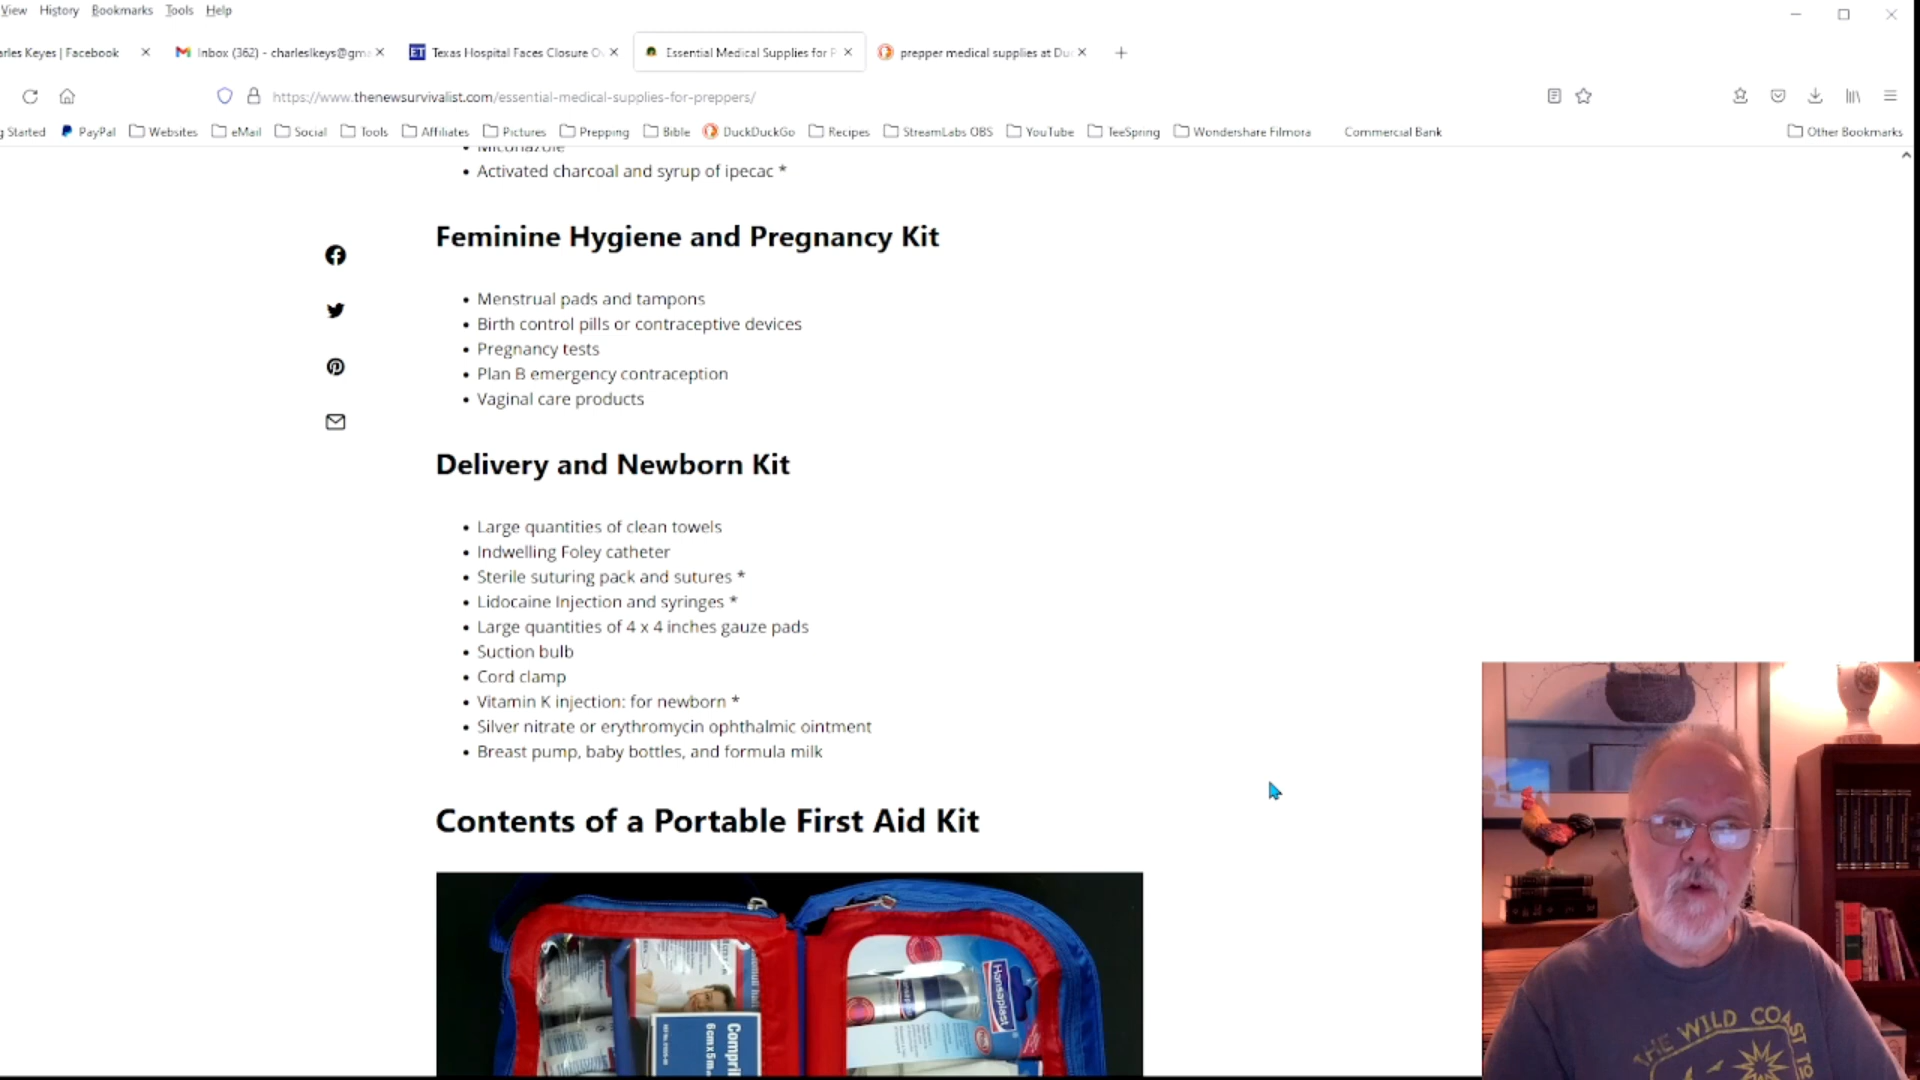 View History Bookmarks Tools Help
arles Keyes | Facebook
Inbox (362) - charleslkeys@gm
ET Texas Hospital Faces Closure O
Essential Medical Supplies for P
prepper medical supplies at Du
https://www.thenewsurvivalist.com/essential-medical-supplies-for-preppers/
g Started PayPal Websites eMail Social Tools Affiliates Pictures Prepping Bible DuckDuckGo Recipes StreamLabs OBS YouTube TeeSpring Wondershare Filmora Commercial Bank Other Bookmarks
Miconazole
Activated charcoal and syrup of ipecac *
Feminine Hygiene and Pregnancy Kit
Menstrual pads and tampons
Birth control pills or contraceptive devices
Pregnancy tests
Plan B emergency contraception
Vaginal care products
Delivery and Newborn Kit
Large quantities of clean towels
Indwelling Foley catheter
Sterile suturing pack and sutures *
Lidocaine Injection and syringes *
Large quantities of 4 x 4 inches gauze pads
Suction bulb
Cord clamp
Vitamin K injection: for newborn *
Silver nitrate or erythromycin ophthalmic ointment
Breast pump, baby bottles, and formula milk
Contents of a Portable First Aid Kit
Hansaplast
6cm x 5m
THE WILD COAST